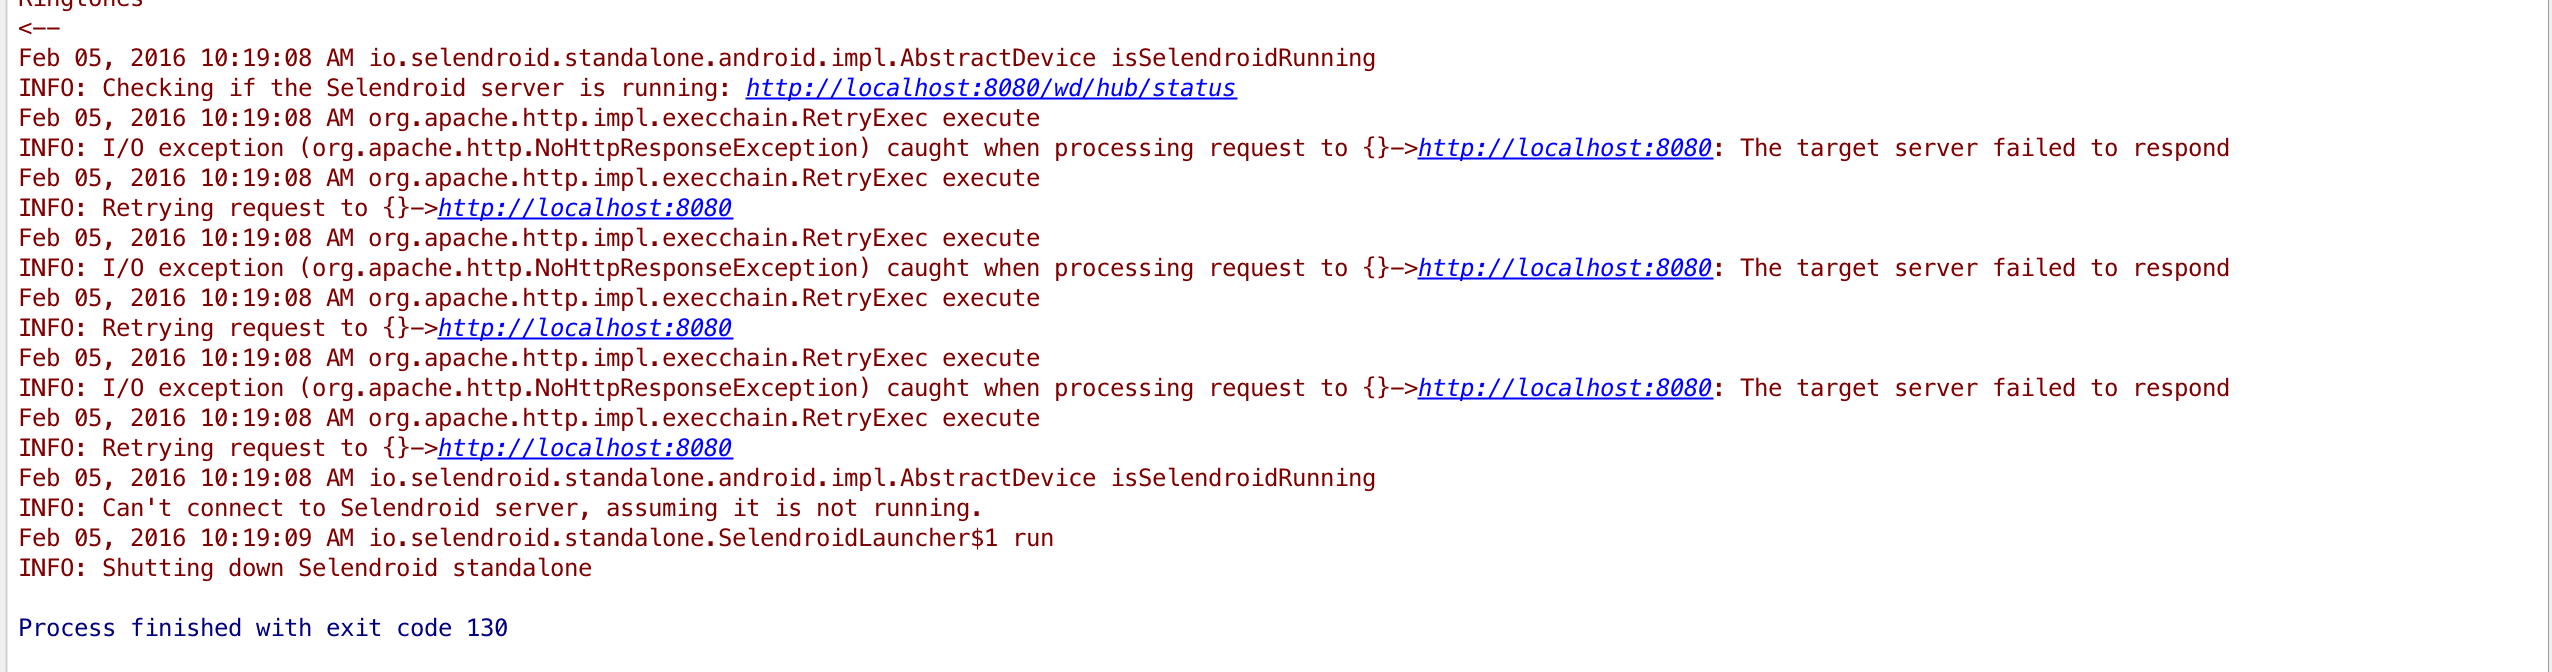 Ringtones
<--
Feb 05, 2016 10:19:08 AM io.selendroid.standalone.android.impl.AbstractDevice isSelendroidRunning
INFO: Checking if the Selendroid server is running: http://localhost:8080/wd/hub/status
Feb 05, 2016 10:19:08 AM org.apache.http.impl.execchain.RetryExec execute
INFO: I/O exception (org.apache.http.NoHttpResponseException) caught when processing request to {}->http://localhost:8080: The target server failed to respond
Feb 05, 2016 10:19:08 AM org.apache.http.impl.execchain.RetryExec execute
INFO: Retrying request to {}->http://localhost:8080
Feb 05, 2016 10:19:08 AM org.apache.http.impl.execchain.RetryExec execute
INFO: I/O exception (org.apache.http.NoHttpResponseException) caught when processing request to {}->http://localhost:8080: The target server failed to respond
Feb 05, 2016 10:19:08 AM org.apache.http.impl.execchain.RetryExec execute
INFO: Retrying request to {}->http://localhost:8080
Feb 05, 2016 10:19:08 AM org.apache.http.impl.execchain.RetryExec execute
INFO: I/O exception (org.apache.http.NoHttpResponseException) caught when processing request to {}->http://localhost:8080: The target server failed to respond
Feb 05, 2016 10:19:08 AM org.apache.http.impl.execchain.RetryExec execute
INFO: Retrying request to {}->http://localhost:8080
Feb 05, 2016 10:19:08 AM io.selendroid.standalone.android.impl.AbstractDevice isSelendroidRunning
INFO: Can't connect to Selendroid server, assuming it is not running.
Feb 05, 2016 10:19:09 AM io.selendroid.standalone.SelendroidLauncher$1 run
INFO: Shutting down Selendroid standalone
Process finished with exit code 130